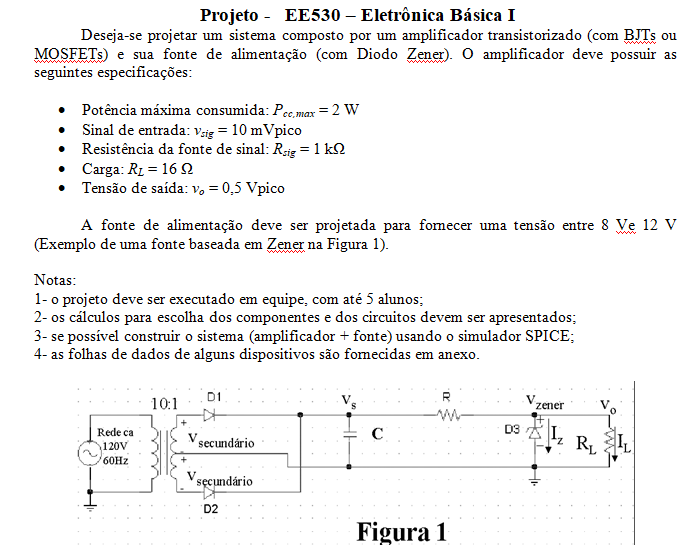 Projeto - EE530 – Eletrônica Básica I
Deseja-se projetar um sistema composto por um amplificador transistorizado (com BJTs ou
MOSFETs) e sua fonte de alimentação (com Diodo Zener). O amplificador deve possuir as
seguintes especificações:
• Potência máxima consumida: Pcc,max = 2 W
• Sinal de entrada: vsig = 10 mVpico
• Resistência da fonte de sinal: Rsig = 1 kΩ
• Carga: RL = 16 Ω
• Tensão de saída: vo = 0,5 Vpico
A fonte de alimentação deve ser projetada para fornecer uma tensão entre 8 Ve 12 V
(Exemplo de uma fonte baseada em Zener na Figura 1).
Notas:
1- o projeto deve ser executado em equipe, com até 5 alunos;
2- os cálculos para escolha dos componentes e dos circuitos devem ser apresentados;
3- se possível construir o sistema (amplificador + fonte) usando o simulador SPICE;
4- as folhas de dados de alguns dispositivos são fornecidas em anexo.
10:1
D1
Vs
R
Vzener
Vo
Rede ca
120V
60Hz
+
Vsecundário
+
Vsecundário
D2
C
D3
+
-
Iz
RL
IL
Figura 1